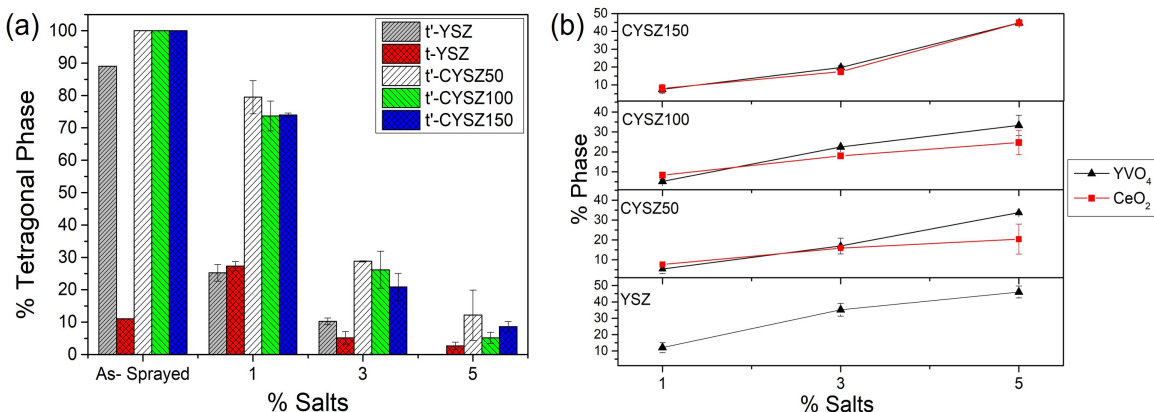 (a)
100
90
80
70
60
50
40
30
20
10
0
% Tetragonal Phase
t'-YSZ
t-YSZ
t'-CYSZ50
t'-CYSZ100
t'-CYSZ150
As- Sprayed
1
3
5
% Salts
(b)
50
40
30
20
10
CYSZ150
40
30
20
10
CYSZ100
40
30
20
10
CYSZ50
50
40
30
20
10
YSZ
% Phase
1
3
5
% Salts
YVO₄
CeO₂